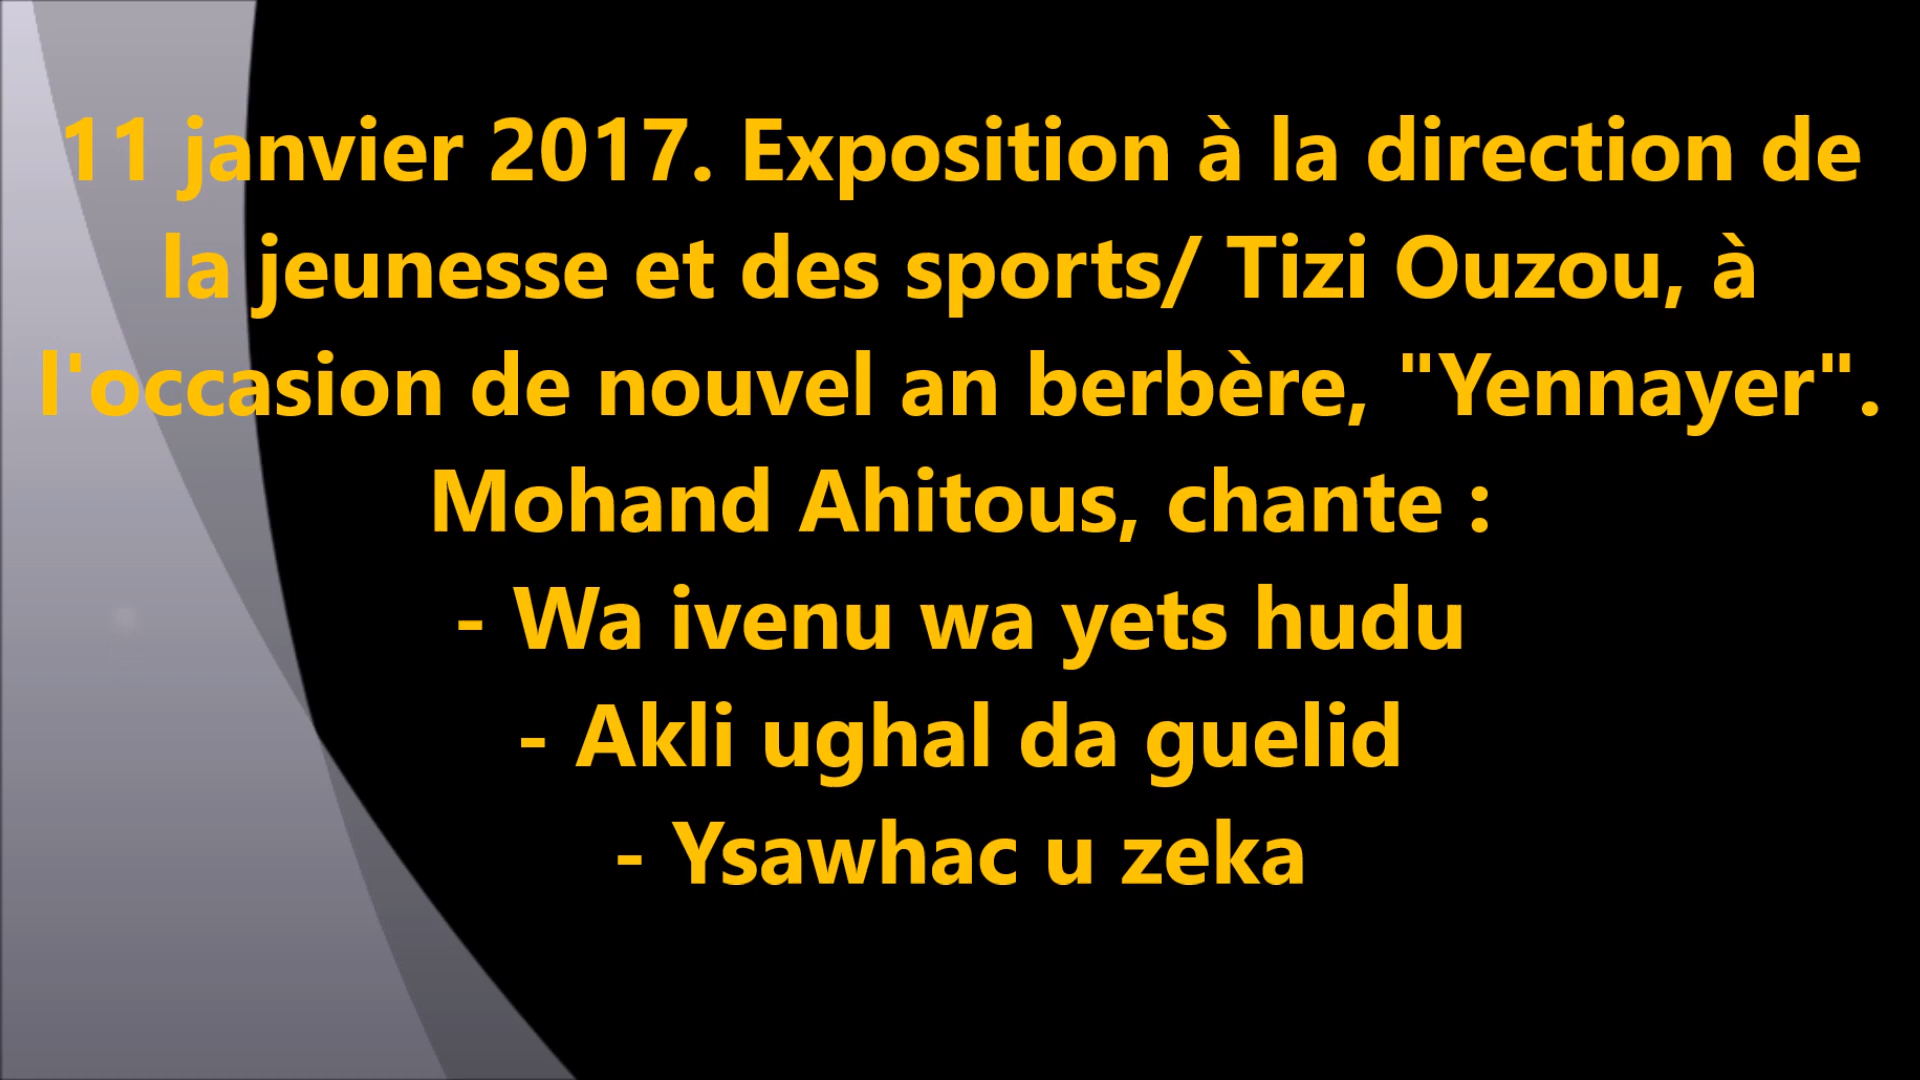 11 janvier 2017. Exposition à la direction de
la jeunesse et des sports/ Tizi Ouzou, à
l'occasion de nouvel an berbère, "Yennayer".
Mohand Ahitous, chante :
- Wa ivenu wa yets hudu
- Akli ughal da guelid
- Ysawhac u zeka